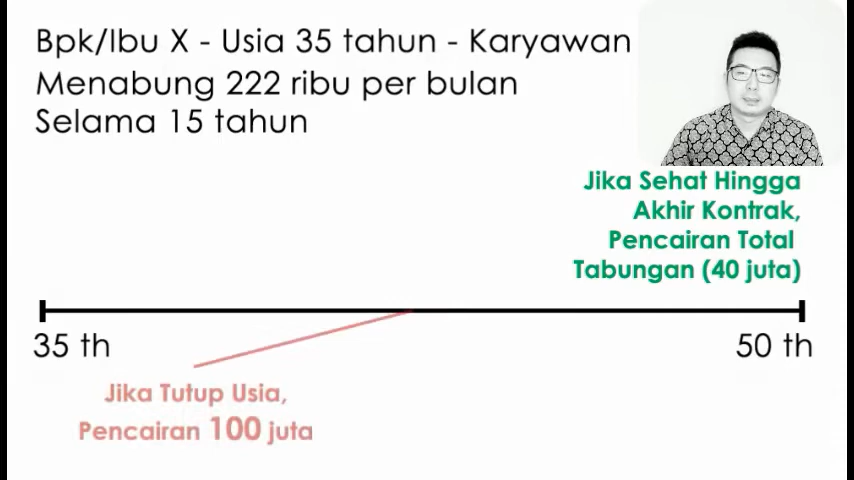 Bpk/Ibu X - Usia 35 tahun - Karyawan
Menabung 222 ribu per bulan
Selama 15 tahun
Jika Sehat Hingga
Akhir Kontrak,
Pencairan Total
Tabungan (40 juta)
35 th
50 th
Jika Tutup Usia,
Pencairan 100 juta